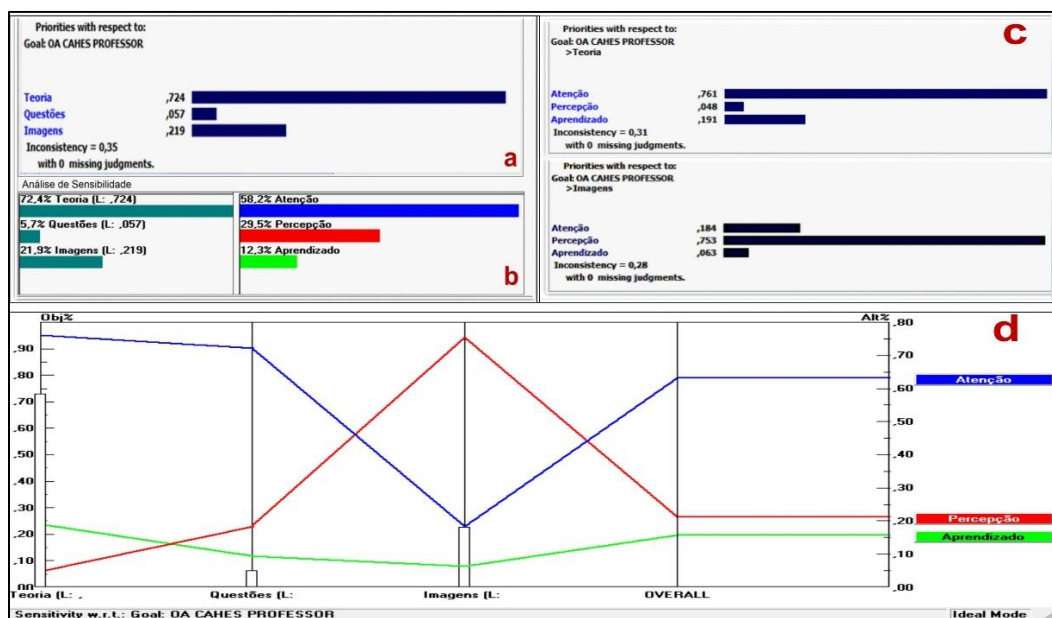 Priorities with respect to:
Goal: OA CAHES PROFESSOR
Teoria ,724
Questões ,057
Imagens ,219
Inconsistency = 0,35
with 0 missing judgments.
a
Análise de Sensibilidade
72,4% Teoria (L: ,724)
5,7% Questões (L: ,057)
21,9% Imagens (L: ,219)
58,2% Atenção
29,5% Percepção
12,3% Aprendizado
b
Priorities with respect to:
Goal: OA CAHES PROFESSOR
>Teoria
c
Atenção ,761
Percepção ,048
Aprendizado ,191
Inconsistency = 0,31
with 0 missing judgments.
Priorities with respect to:
Goal: OA CAHES PROFESSOR
>Imagens
Atenção ,184
Percepção ,753
Aprendizado ,063
Inconsistency = 0,28
with 0 missing judgments.
Obj%
,90
,80
,70
,60
,50
,40
,30
,20
,10
,00
Alt%
,80
,70
,60
,50
,40
,30
,20
,10
,00
d
Atenção
Percepção
Aprendizado
Teoria (L: ,
Questões (L:
Imagens (L:
OVERALL
Sensitivity w.r.t.: Goal: OA CAHES PROFESSOR
Ideal Mode